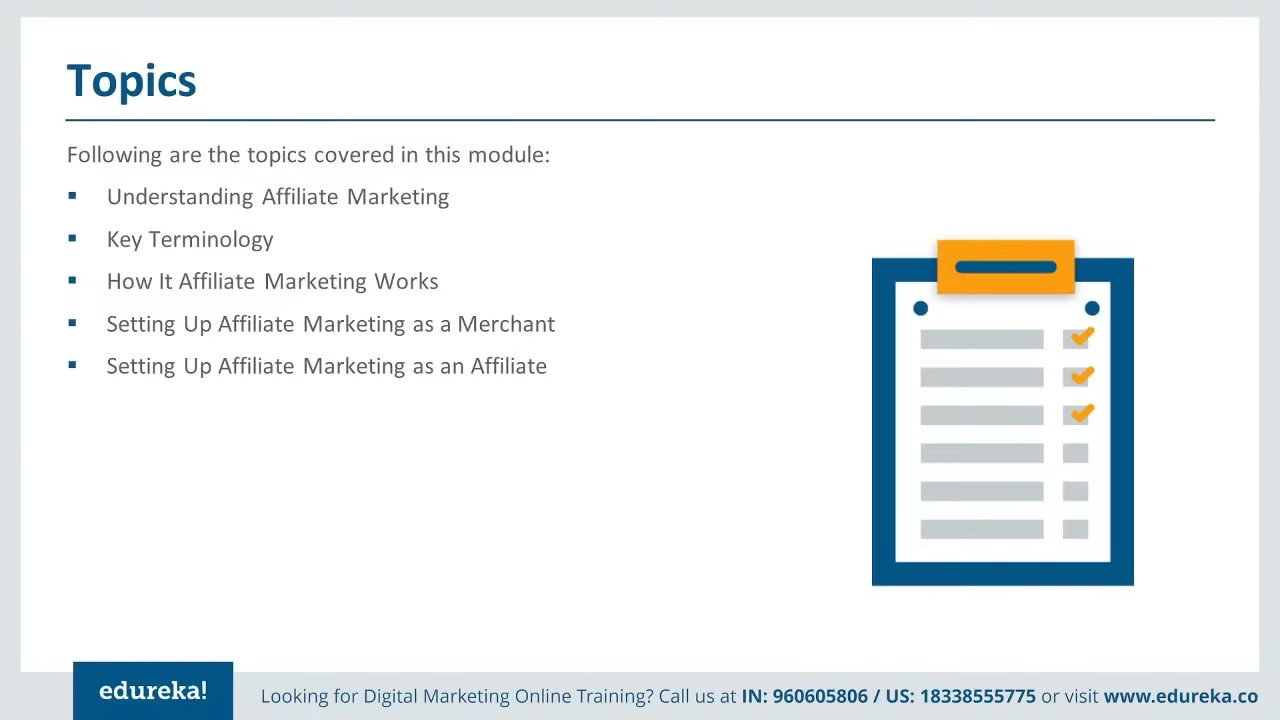 Topics
Following are the topics covered in this module:
▪ Understanding Affiliate Marketing
▪ Key Terminology
▪ How It Affiliate Marketing Works
▪ Setting Up Affiliate Marketing as a Merchant
▪ Setting Up Affiliate Marketing as an Affiliate
edureka!
Looking for Digital Marketing Online Training? Call us at IN: 960605806 / US: 18338555775 or visit www.edureka.co